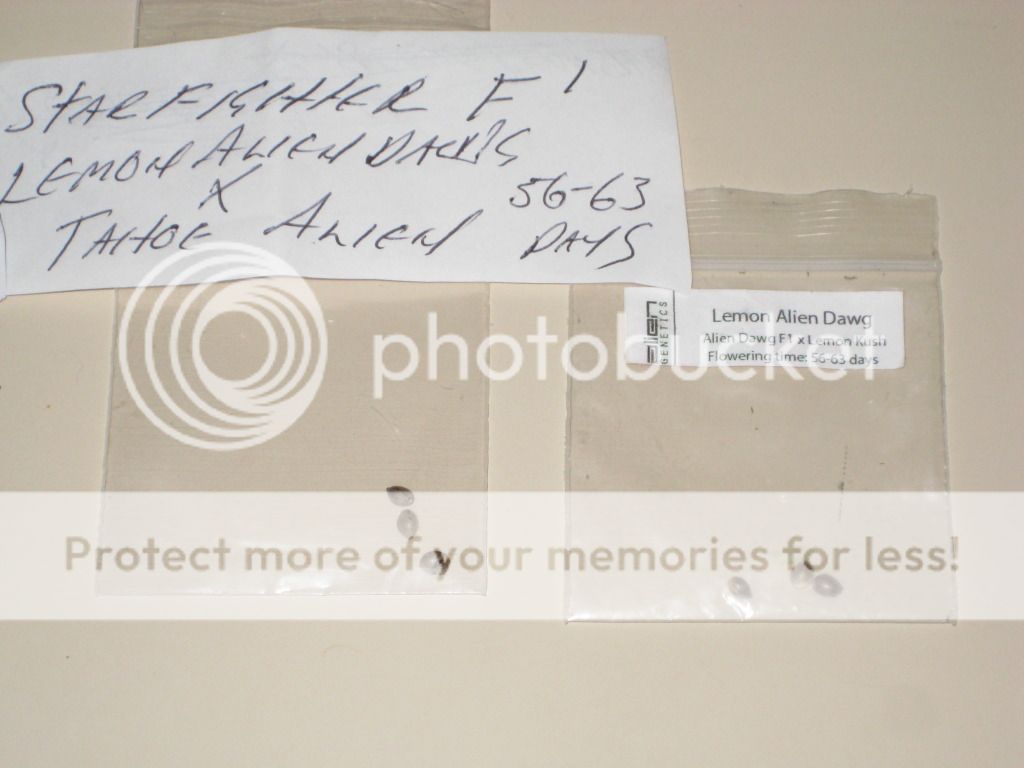 STARFIGHTER F1
LEMON ALIEN DAWG
X
TAHOE ALIEN
56-63
DAYS
alien
GENETICS
Lemon Alien Dawg
Alien Dawg F1 x Lemon Kush
Flowering time: 56-63 days
photobucket
Protect more of your memories for less!